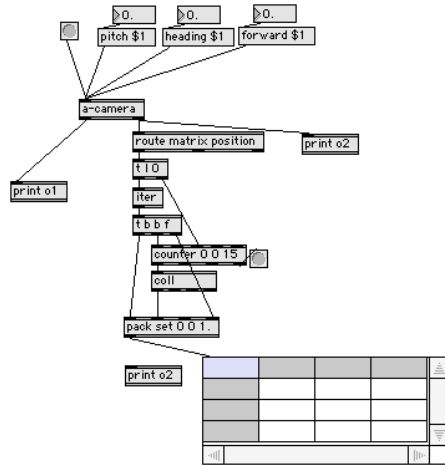 0.
0.
0.
pitch $1
heading $1
forward $1
a-camera
route matrix position
print o2
t l 0
print o1
iter
t b b f
counter 0 0 15
coll
pack set 0 0 1.
print o2